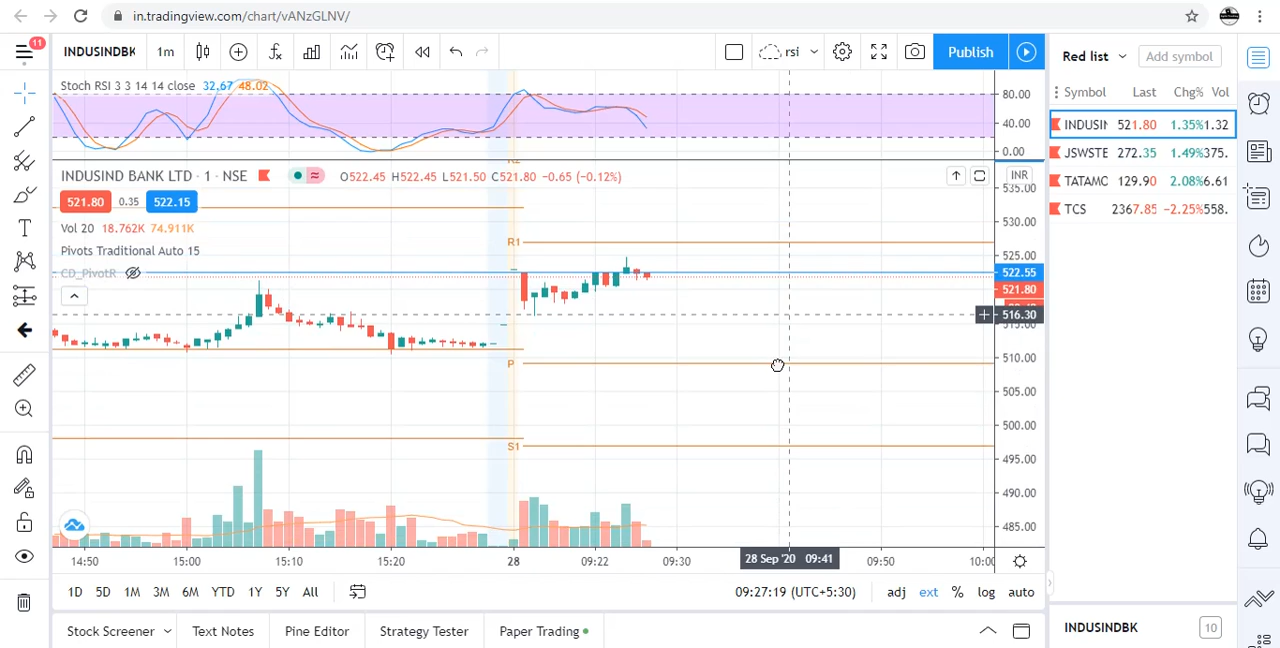 in.tradingview.com/chart/vANzGLNV/
11
INDUSINDBK
1m
rsi
Publish
Red list
Add symbol
Stoch RSI 3 3 14 14 close 32.67 48.02
80.00
40.00
0.00
Symbol Last Chg% Vol
INDUSIN 521.80 1.35% 1.32
JSWSTE 272.35 1.49% 375.
TATAMO 129.90 2.08% 6.61
TCS 2367.85 −2.25% 558.
INDUSIND BANK LTD · 1 · NSE
O522.45 H522.45 L521.50 C521.80 −0.65 (−0.12%)
INR
521.80 0.35 522.15
Vol 20 18.762K 74.911K
Pivots Traditional Auto 15
CD_PivotR
R1
P
S1
535.00
530.00
525.00
522.55
521.80
516.30
510.00
505.00
500.00
495.00
490.00
485.00
14:50 15:00 15:10 15:20 28 09:22 09:30 28 Sep '20 09:41 09:50 10:00
1D 5D 1M 3M 6M YTD 1Y 5Y All
09:27:19 (UTC+5:30) adj ext % log auto
Stock Screener Text Notes Pine Editor Strategy Tester Paper Trading
INDUSINDBK 10